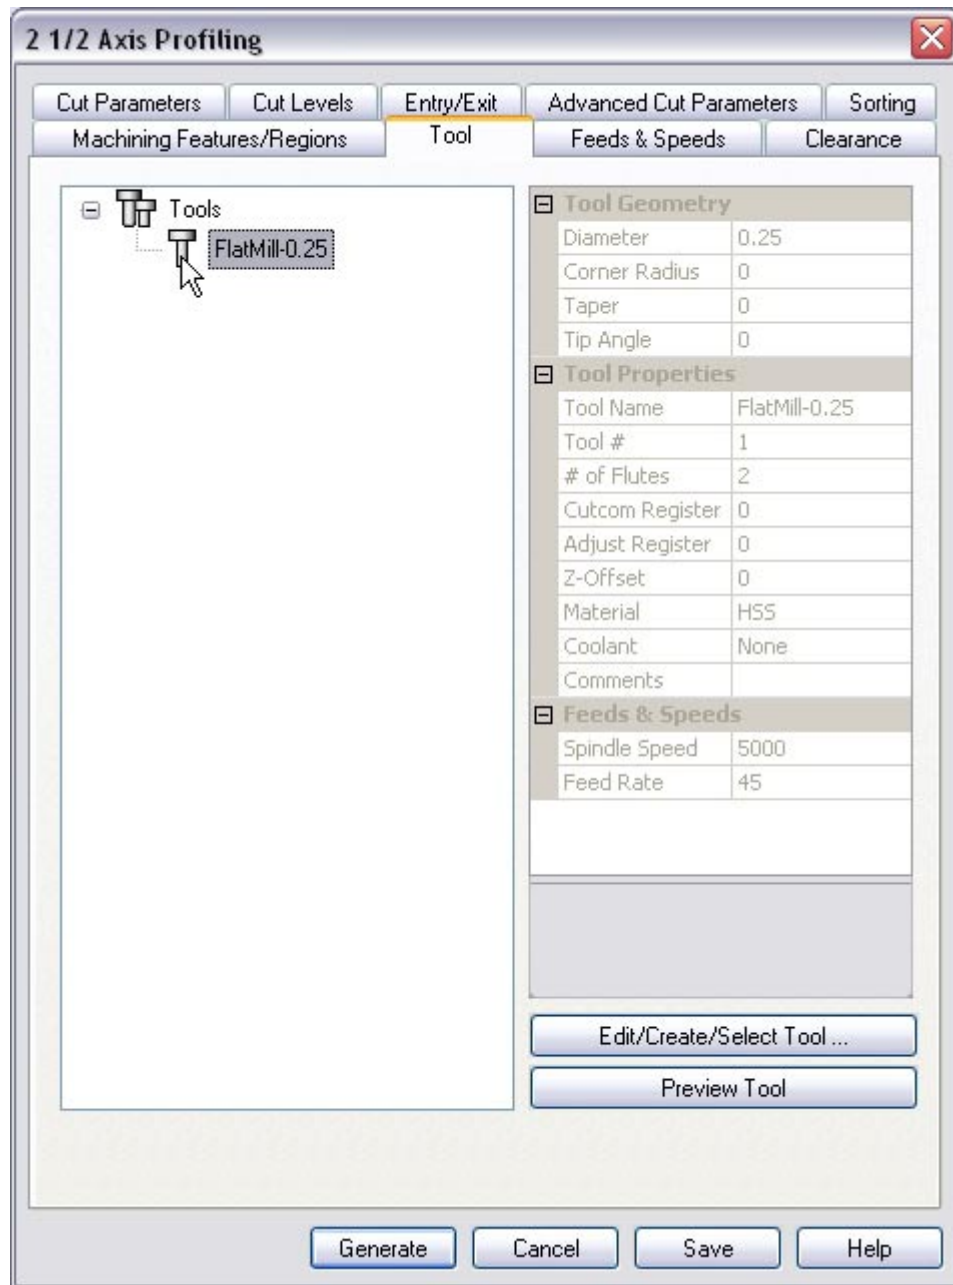 2 1/2 Axis Profiling
Cut Parameters Cut Levels Entry/Exit Advanced Cut Parameters Sorting
Machining Features/Regions Tool Feeds & Speeds Clearance
Tools
FlatMill-0.25
Tool Geometry
Diameter 0.25
Corner Radius 0
Taper 0
Tip Angle 0
Tool Properties
Tool Name FlatMill-0.25
Tool # 1
# of Flutes 2
Cutcom Register 0
Adjust Register 0
Z-Offset 0
Material HSS
Coolant None
Comments
Feeds & Speeds
Spindle Speed 5000
Feed Rate 45
Edit/Create/Select Tool ...
Preview Tool
Generate Cancel Save Help